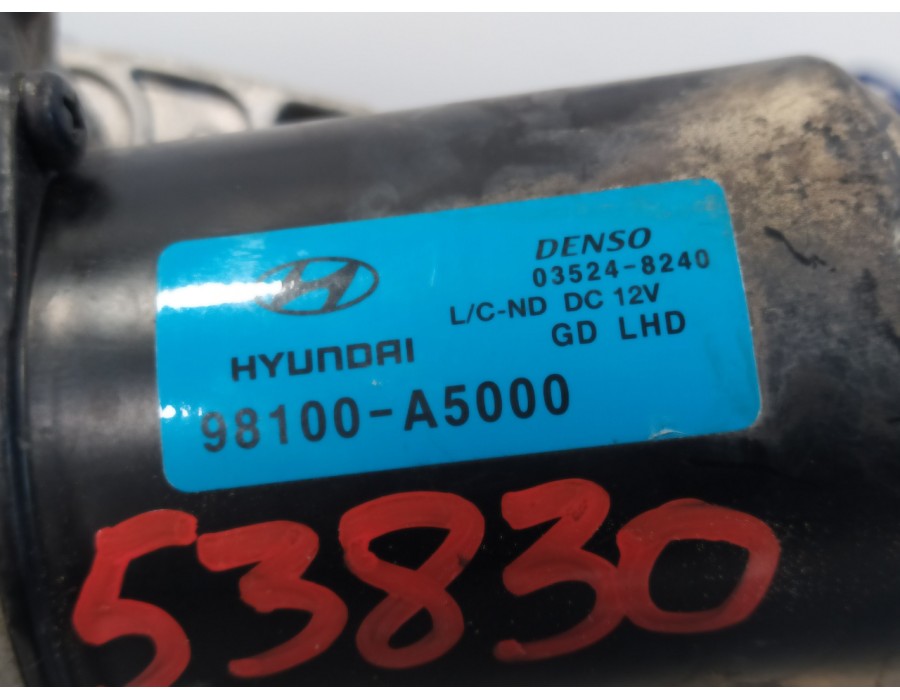 DENSO
03524-8240
L/C-ND DC 12V
GD LHD
HYUNDAI
98100-A5000
53830